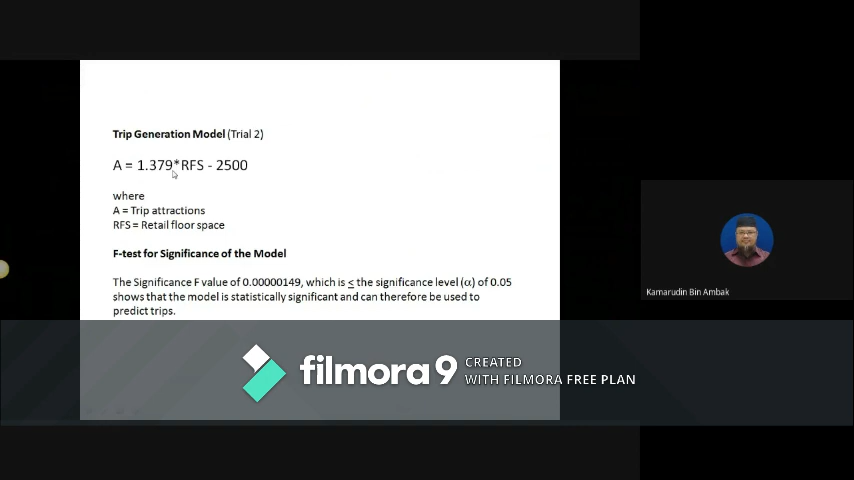 Trip Generation Model (Trial 2)
A = 1.379*RFS - 2500
where
A = Trip attractions
RFS = Retail floor space
F-test for Significance of the Model
The Significance F value of 0.00000149, which is ≤ the significance level (α) of 0.05
shows that the model is statistically significant and can therefore be used to
predict trips.
Kamarudin Bin Ambak
filmora9
CREATED
WITH FILMORA FREE PLAN